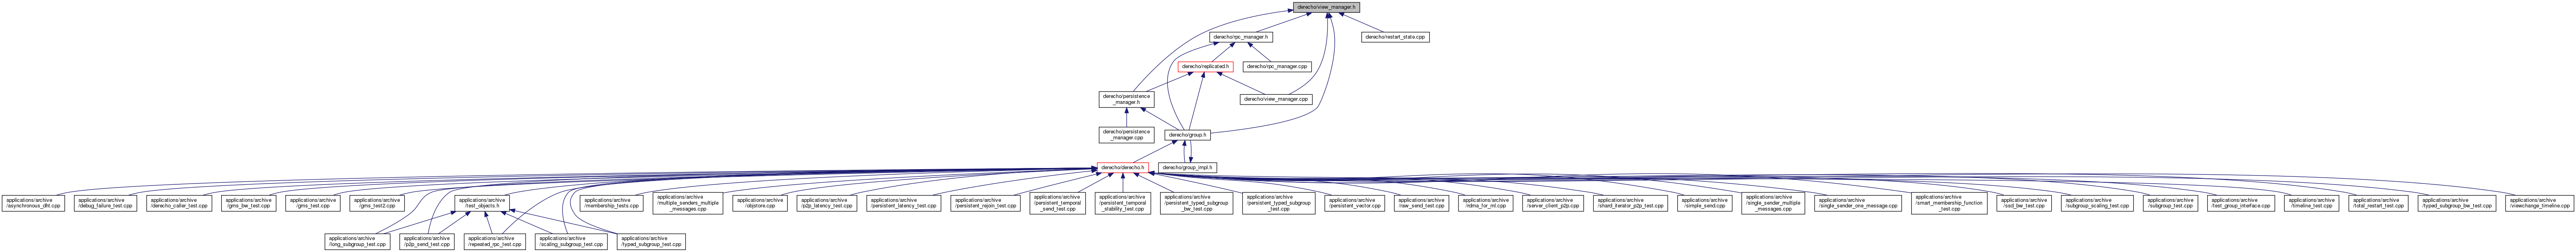 derecho/view_manager.h
derecho/rpc_manager.h
derecho/restart_state.cpp
derecho/replicated.h
derecho/rpc_manager.cpp
derecho/persistence
_manager.h
derecho/view_manager.cpp
derecho/persistence
_manager.cpp
derecho/group.h
derecho/derecho.h
derecho/group_impl.h
applications/archive
/asynchronous_dht.cpp
applications/archive
/debug_failure_test.cpp
applications/archive
/derecho_caller_test.cpp
applications/archive
/gms_bw_test.cpp
applications/archive
/gms_test.cpp
applications/archive
/gms_test2.cpp
applications/archive
/test_objects.h
applications/archive
/membership_tests.cpp
applications/archive
/multiple_senders_multiple
_messages.cpp
applications/archive
/objstore.cpp
applications/archive
/p2p_latency_test.cpp
applications/archive
/persistent_latency_test.cpp
applications/archive
/persistent_rejoin_test.cpp
applications/archive
/persistent_temporal
_send_test.cpp
applications/archive
/persistent_temporal
_stability_test.cpp
applications/archive
/persistent_typed_subgroup
_bw_test.cpp
applications/archive
/persistent_typed_subgroup
_test.cpp
applications/archive
/persistent_vector.cpp
applications/archive
/raw_send_test.cpp
applications/archive
/rdma_for_ml.cpp
applications/archive
/server_client_p2p.cpp
applications/archive
/shard_iterator_p2p_test.cpp
applications/archive
/simple_send.cpp
applications/archive
/single_sender_multiple
_messages.cpp
applications/archive
/single_sender_one_message.cpp
applications/archive
/smart_membership_function
_test.cpp
applications/archive
/ssd_bw_test.cpp
applications/archive
/subgroup_scaling_test.cpp
applications/archive
/subgroup_test.cpp
applications/archive
/test_group_interface.cpp
applications/archive
/timeline_test.cpp
applications/archive
/total_restart_test.cpp
applications/archive
/typed_subgroup_bw_test.cpp
applications/archive
/viewchange_timeline.cpp
applications/archive
/long_subgroup_test.cpp
applications/archive
/p2p_send_test.cpp
applications/archive
/repeated_rpc_test.cpp
applications/archive
/scaling_subgroup_test.cpp
applications/archive
/typed_subgroup_test.cpp